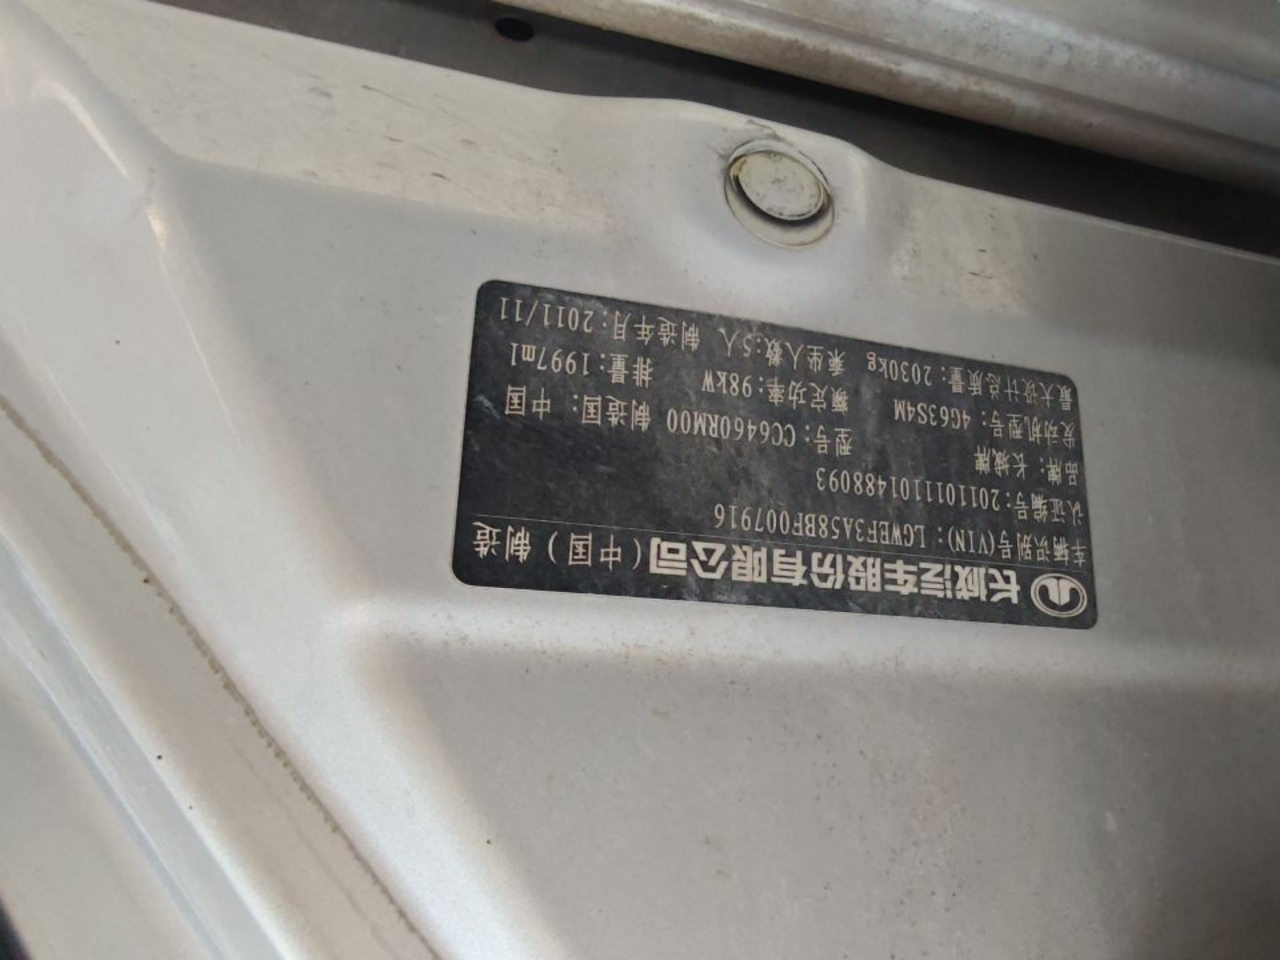 长城汽车股份有限公司(中国)制造
车辆识别号(VIN): LGWEF3A58BF007916
认证编号:2011011101488093
品牌:长城牌 型号:CC6460RM00 制造国:中国
发动机型号:4G63S4M 额定功率:98kW 排量:1997ml
最大设计总质量:2030kg 乘坐人数:5人 制造年月:2011/11